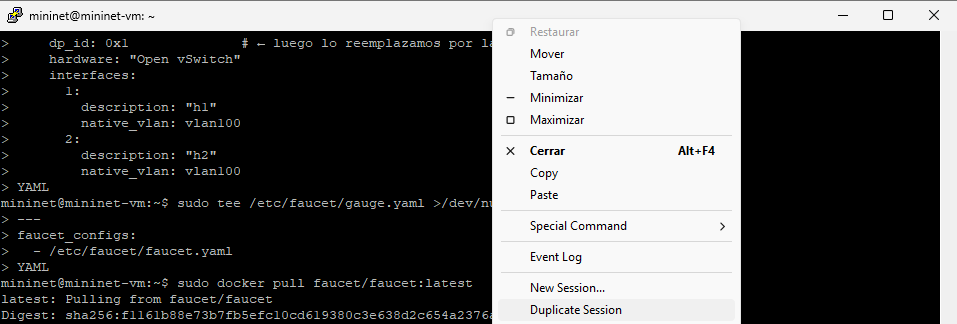 mininet@mininet-vm: ~
>     dp_id: 0x1              # ← luego lo reemplazamos por la
>     hardware: "Open vSwitch"
>     interfaces:
>       1:
>         description: "h1"
>         native_vlan: vlan100
>       2:
>         description: "h2"
>         native_vlan: vlan100
> YAML
mininet@mininet-vm:~$ sudo tee /etc/faucet/gauge.yaml >/dev/nu
> ---
> faucet_configs:
>   - /etc/faucet/faucet.yaml
> YAML
mininet@mininet-vm:~$ sudo docker pull faucet/faucet:latest
latest: Pulling from faucet/faucet
Digest: sha256:f1161b88e73b7fb5efc10cd619380c3e638d2c654a2376a
Restaurar
Mover
Tamaño
Minimizar
Maximizar
Cerrar Alt+F4
Copy
Paste
Special Command
Event Log
New Session...
Duplicate Session